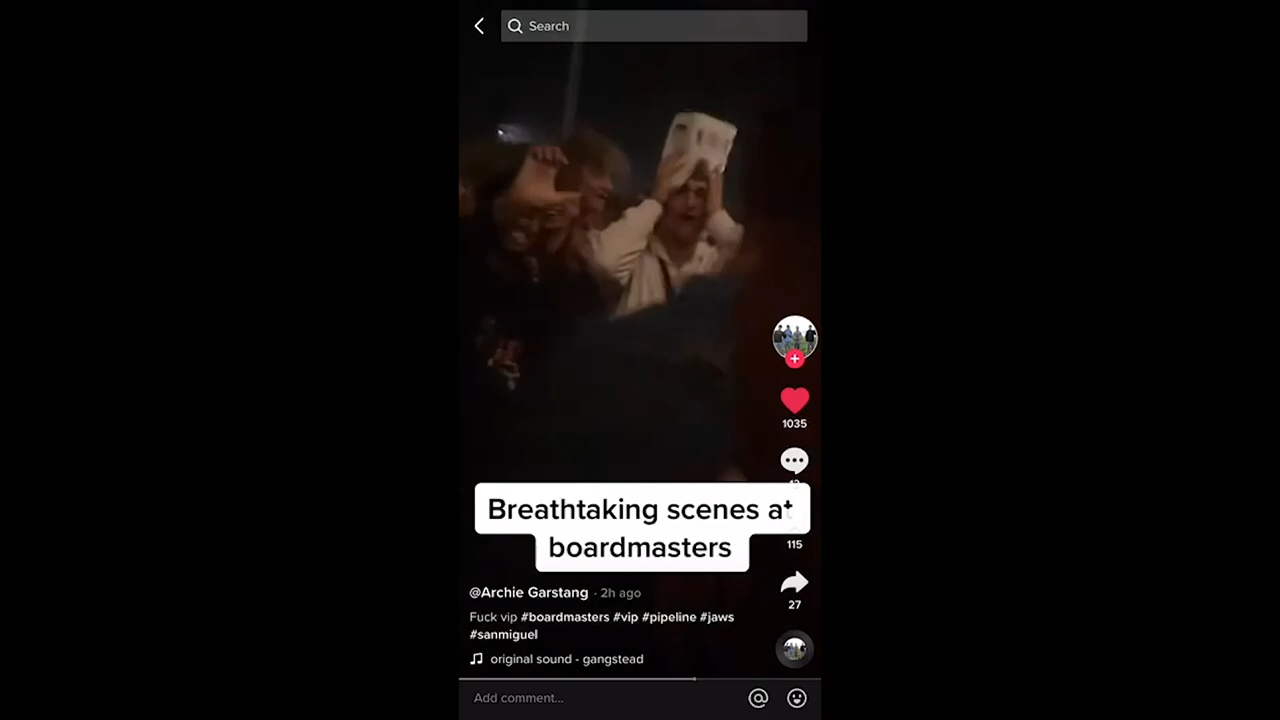 Search
1035
Breathtaking scenes at
boardmasters
115
@Archie Garstang · 2h ago
Fuck vip #boardmasters #vip #pipeline #jaws
#sanmiguel
27
original sound - gangstead
Add comment...